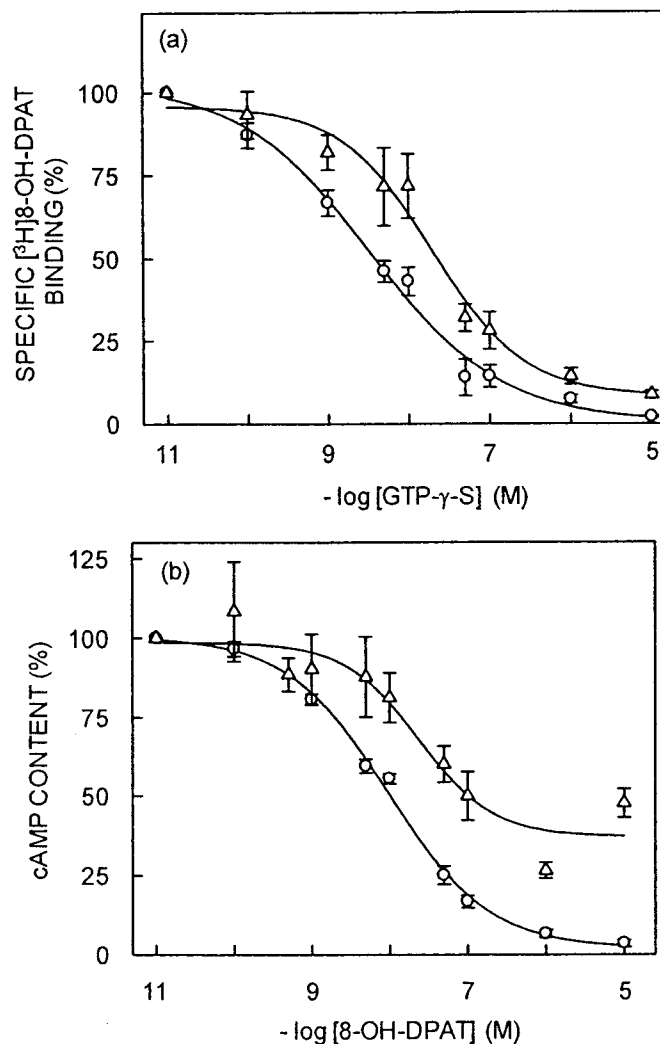 (a)
SPECIFIC [³H]8-OH-DPAT
BINDING (%)
100
75
50
25
0
11
9
7
5
- log [GTP-γ-S] (M)
(b)
cAMP CONTENT (%)
125
100
75
50
25
0
11
9
7
5
- log [8-OH-DPAT] (M)